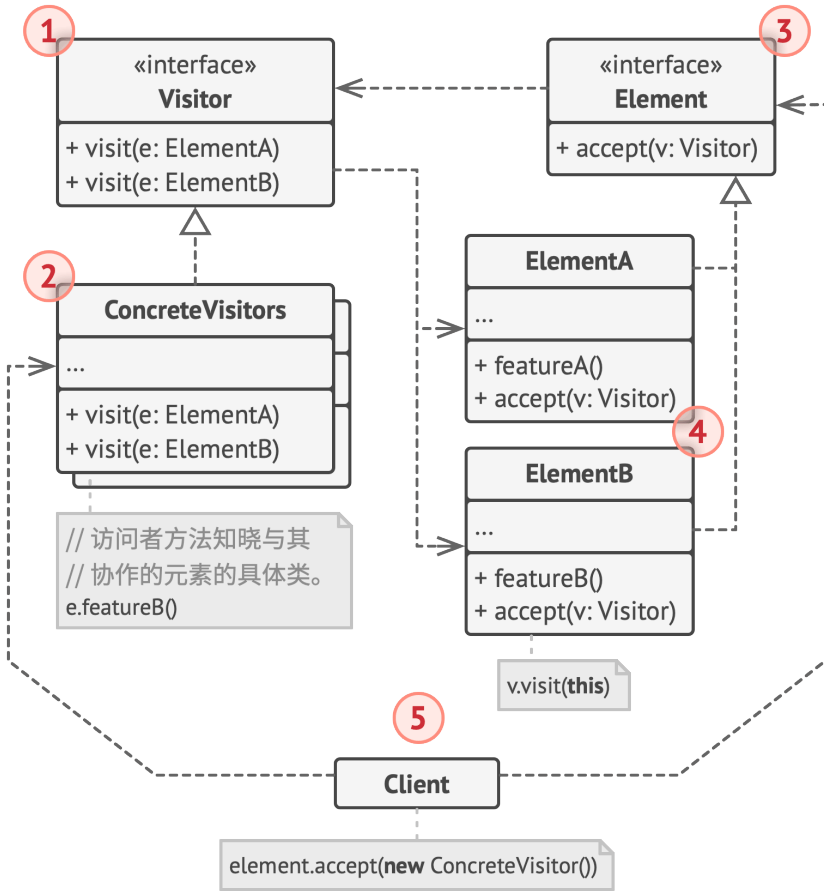 1
«interface»
Visitor
+ visit(e: ElementA)
+ visit(e: ElementB)
3
«interface»
Element
+ accept(v: Visitor)
2
ConcreteVisitors
...
+ visit(e: ElementA)
+ visit(e: ElementB)
// 访问者方法知晓与其
// 协作的元素的具体类。
e.featureB()
ElementA
...
+ featureA()
+ accept(v: Visitor)
4
ElementB
...
+ featureB()
+ accept(v: Visitor)
v.visit(this)
5
Client
element.accept(new ConcreteVisitor())